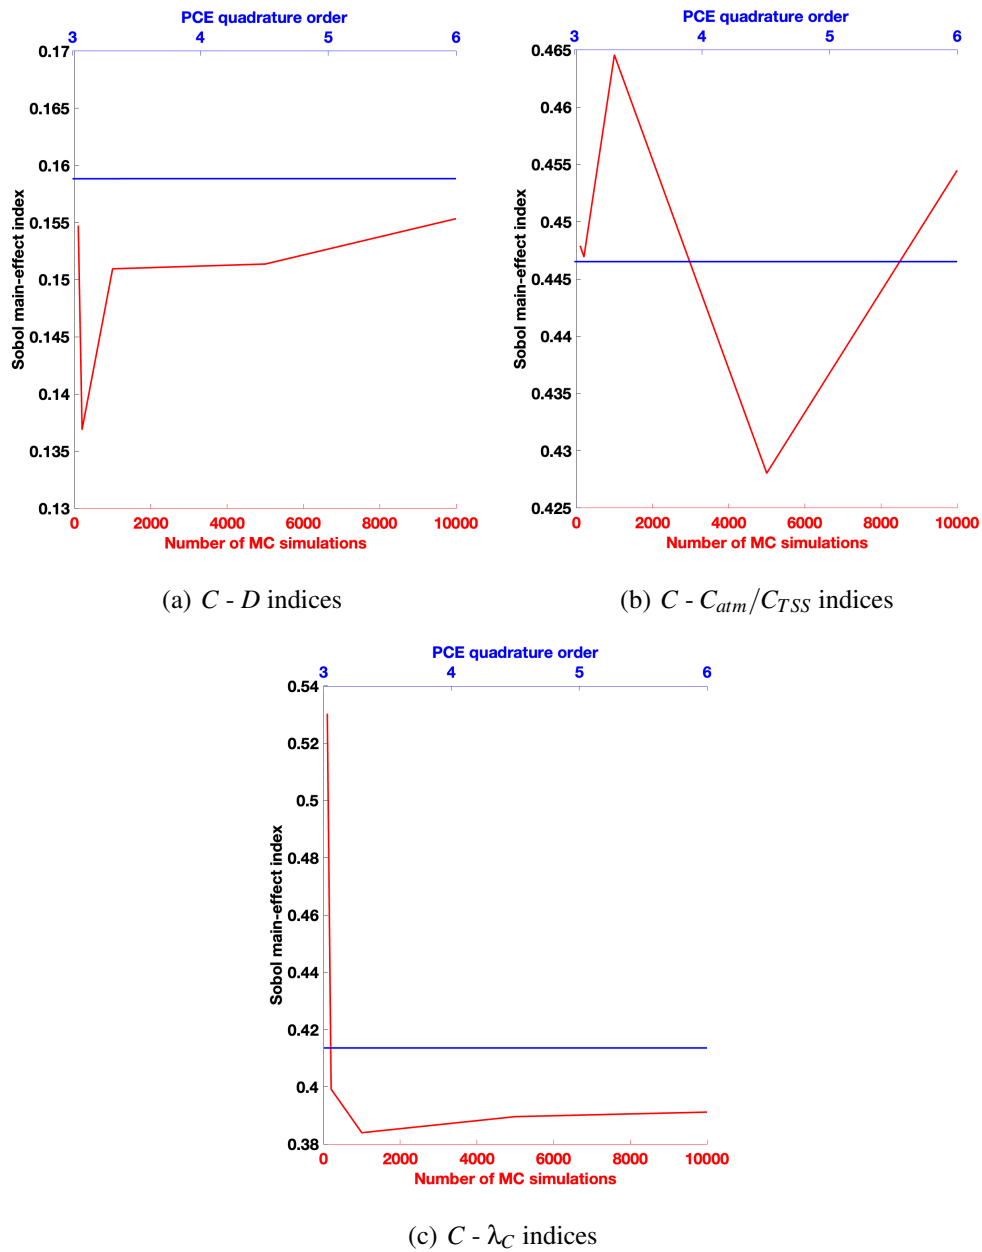 PCE quadrature order
3 4 5 6
0.17
0.165
0.16
0.155
0.15
0.145
0.14
0.135
0.13
Sobol main-effect index
0 2000 4000 6000 8000 10000
Number of MC simulations
(a) C - D indices
PCE quadrature order
3 4 5 6
0.465
0.46
0.455
0.45
0.445
0.44
0.435
0.43
0.425
Sobol main-effect index
0 2000 4000 6000 8000 10000
Number of MC simulations
(b) C - C_{atm}/C_{TSS} indices
PCE quadrature order
3 4 5 6
0.54
0.52
0.5
0.48
0.46
0.44
0.42
0.4
0.38
Sobol main-effect index
0 2000 4000 6000 8000 10000
Number of MC simulations
(c) C - λ_C indices